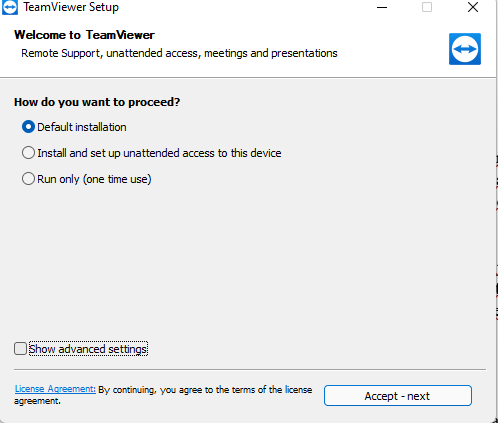 TeamViewer Setup
Welcome to TeamViewer
Remote Support, unattended access, meetings and presentations
How do you want to proceed?
Default installation
Install and set up unattended access to this device
Run only (one time use)
Show advanced settings
License Agreement: By continuing, you agree to the terms of the license
agreement.
Accept - next